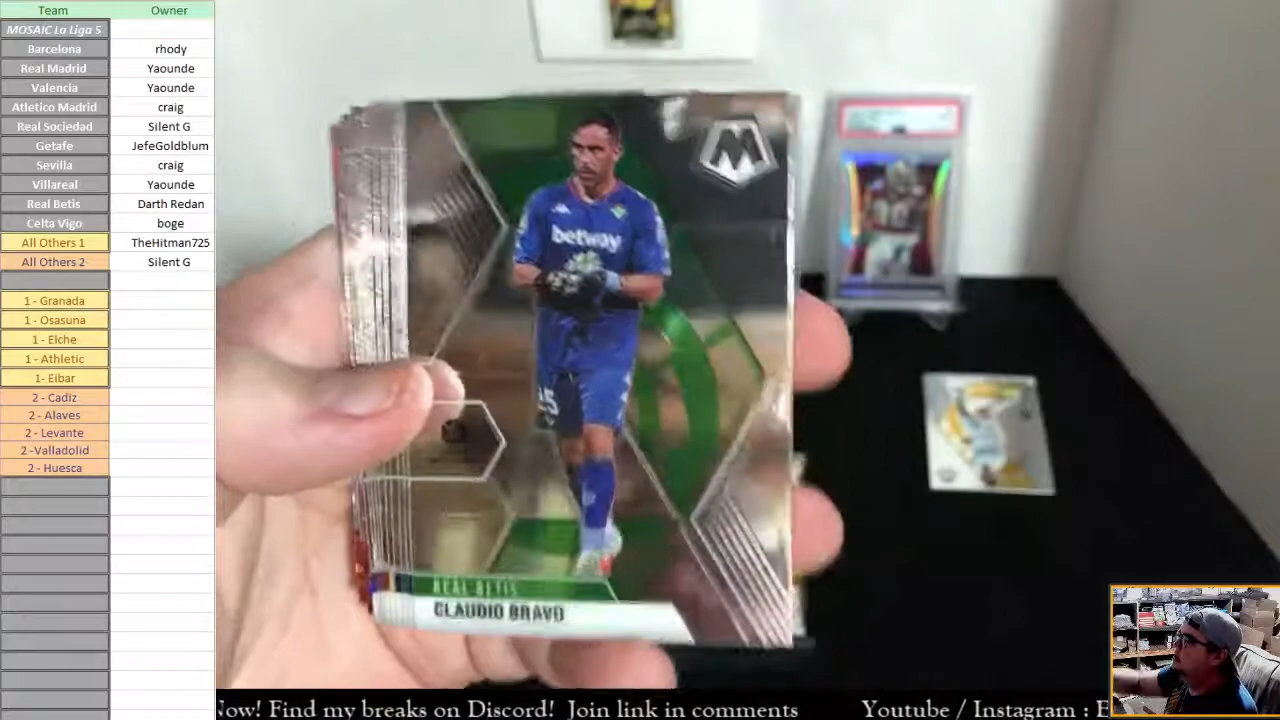 Team Owner
MOSAIC La Liga 5
Barcelona rhody
Real Madrid Yaounde
Valencia Yaounde
Atletico Madrid craig
Real Sociedad Silent G
Getafe JefeGoldblum
Sevilla craig
Villareal Yaounde
Real Betis Darth Redan
Celta Vigo boge
All Others 1 TheHitman725
All Others 2 Silent G
1 - Granada
1 - Osasuna
1 - Elche
1 - Athletic
1- Eibar
2 - Cadiz
2 - Alaves
2 - Levante
2 -Valladolid
2 - Huesca
M
betway
REAL BETIS
CLAUDIO BRAVO
Now! Find my breaks on Discord! Join link in comments Youtube / Instagram : E